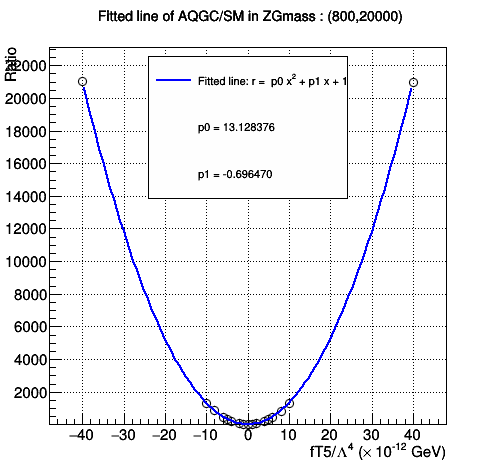 FItted line of AQGC/SM in ZGmass : (800,20000)
Ratio
22000
20000
18000
16000
14000
12000
10000
8000
6000
4000
2000
Fitted line: r = p0 x² + p1 x + 1
p0 = 13.128376
p1 = -0.696470
−40 −30 −20 −10 0 10 20 30 40
fT5/Λ⁴ (× 10⁻¹² GeV)